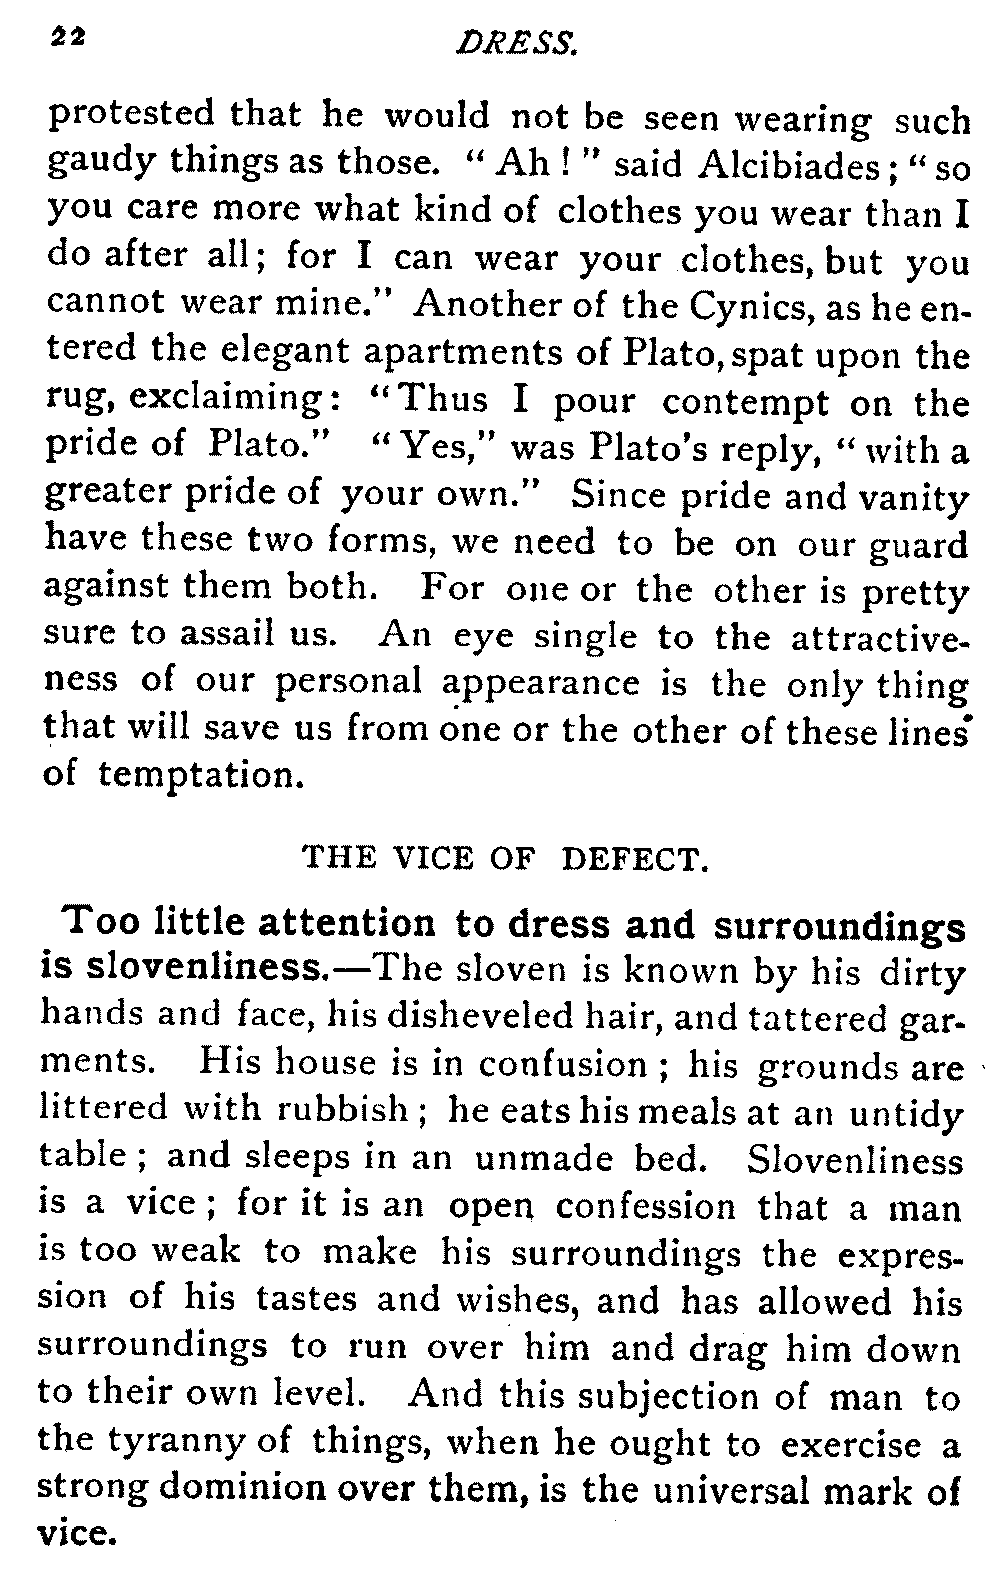 22 DRESS.
protested that he would not be seen wearing such
gaudy things as those. "Ah!" said Alcibiades; "so
you care more what kind of clothes you wear than I
do after all; for I can wear your clothes, but you
cannot wear mine." Another of the Cynics, as he en-
tered the elegant apartments of Plato, spat upon the
rug, exclaiming: "Thus I pour contempt on the
pride of Plato." "Yes," was Plato's reply, "with a
greater pride of your own." Since pride and vanity
have these two forms, we need to be on our guard
against them both. For one or the other is pretty
sure to assail us. An eye single to the attractive-
ness of our personal appearance is the only thing
that will save us from one or the other of these lines
of temptation.
THE VICE OF DEFECT.
Too little attention to dress and surroundings
is slovenliness.—The sloven is known by his dirty
hands and face, his disheveled hair, and tattered gar-
ments. His house is in confusion; his grounds are
littered with rubbish; he eats his meals at an untidy
table; and sleeps in an unmade bed. Slovenliness
is a vice; for it is an open confession that a man
is too weak to make his surroundings the expres-
sion of his tastes and wishes, and has allowed his
surroundings to run over him and drag him down
to their own level. And this subjection of man to
the tyranny of things, when he ought to exercise a
strong dominion over them, is the universal mark of
vice.